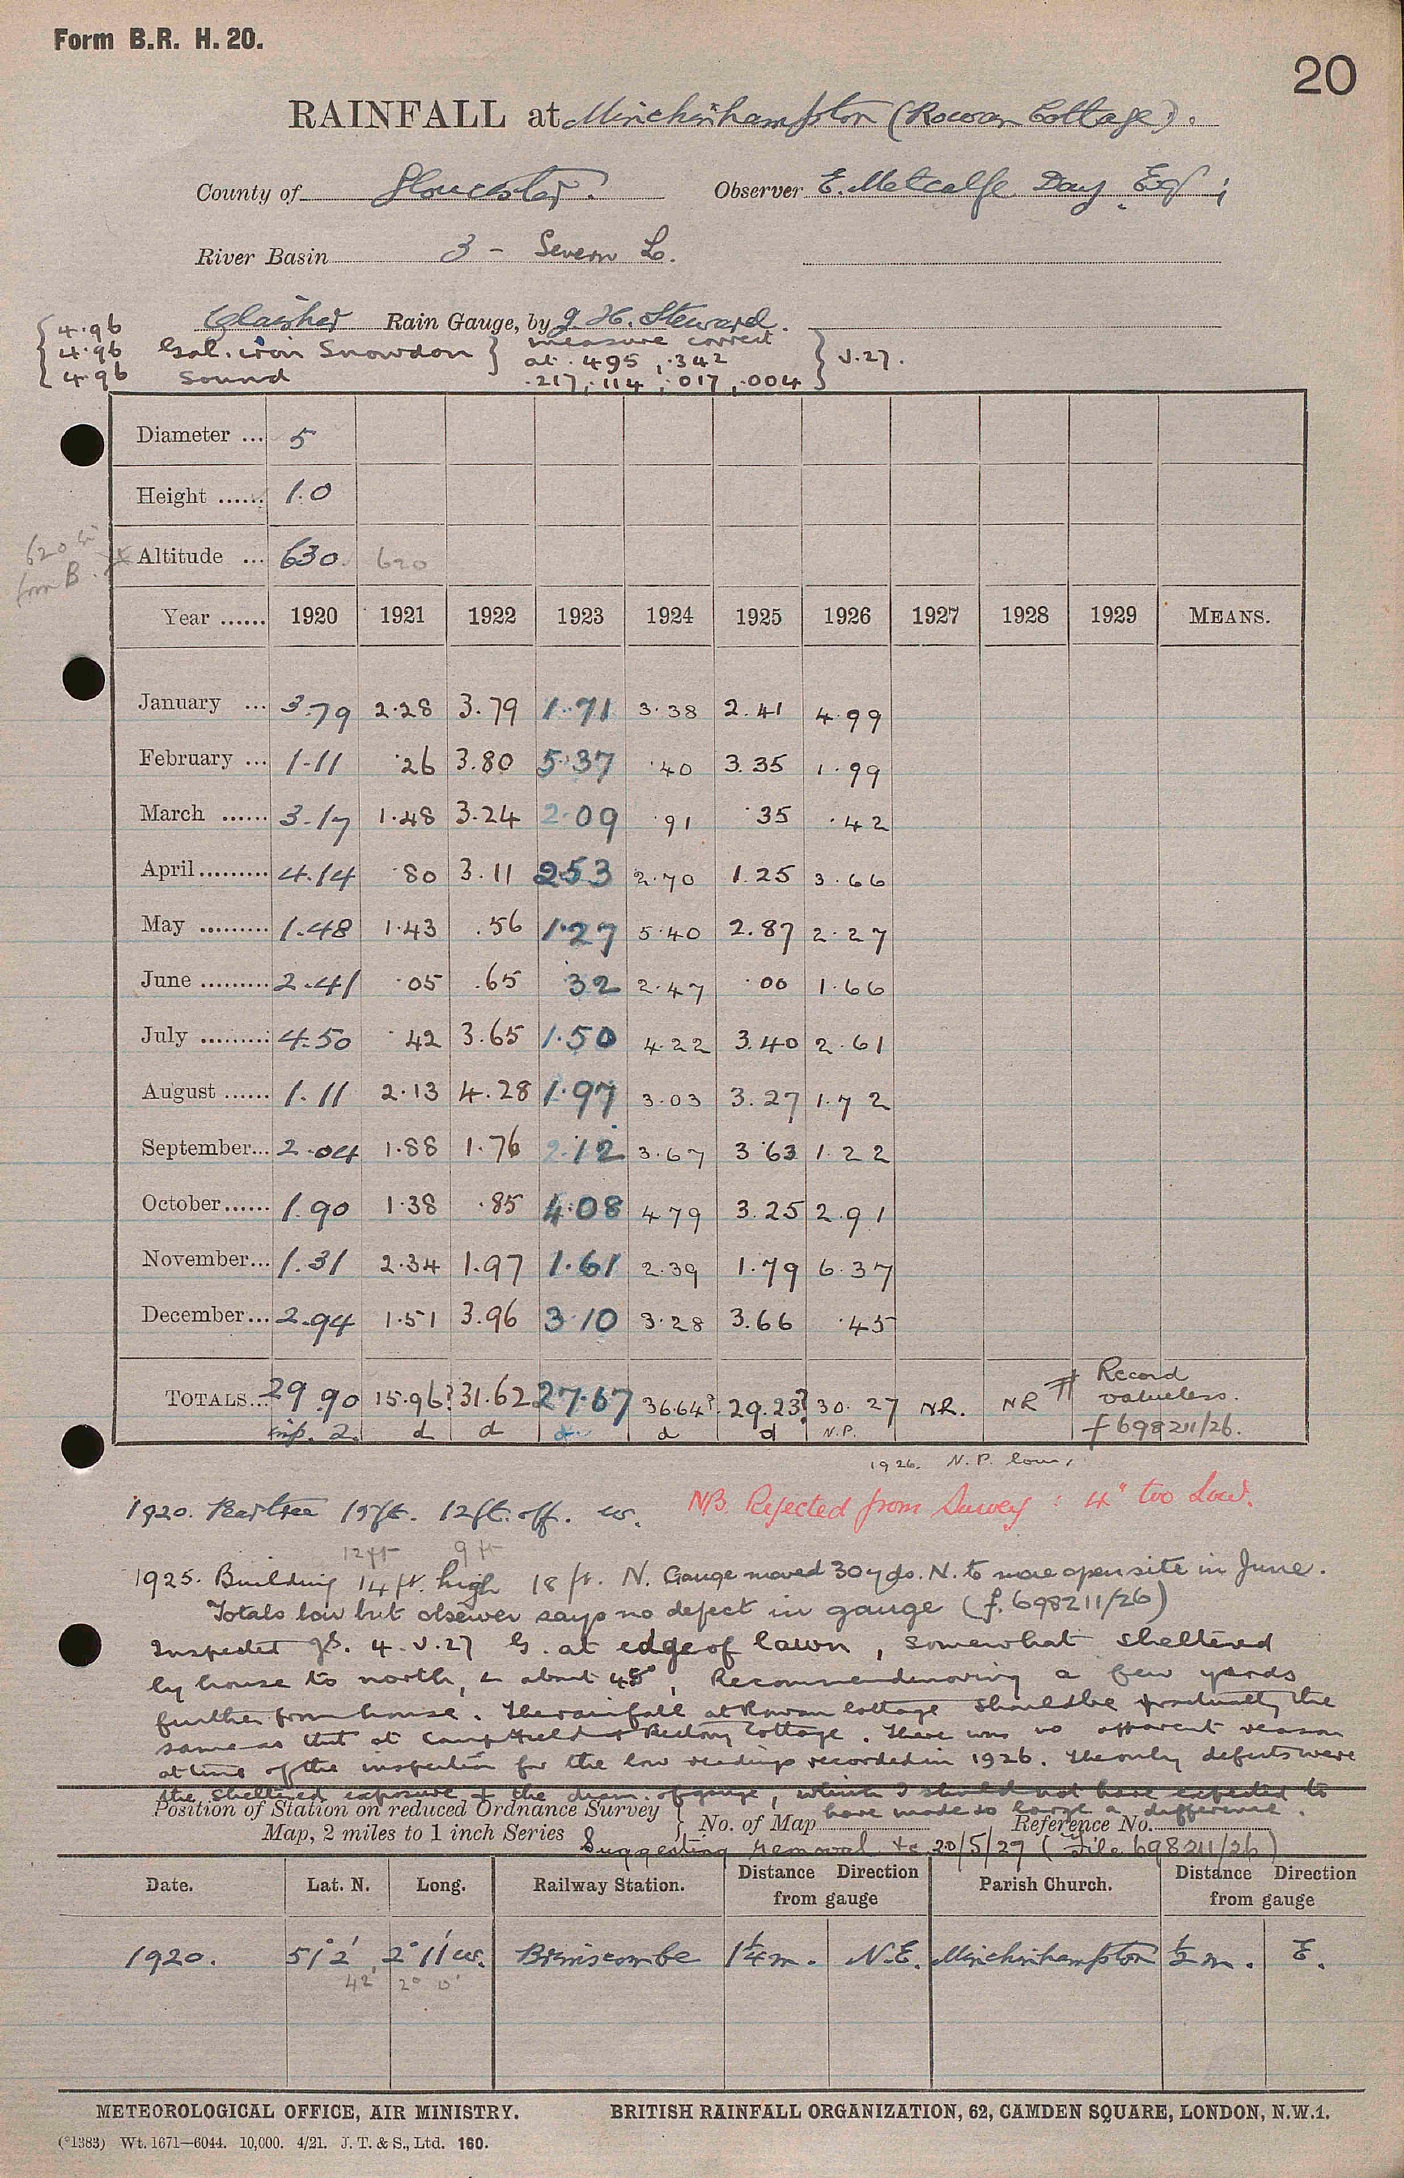 Form B.R. H. 20.
20
RAINFALL at Minchinhampton (Rowan Cottage).
County of Gloucester. Observer E. Metcalfe Day, Esq;
River Basin 3 - Severn L.
Glaisher Rain Gauge, by J. H. Steward.
{ 4.96
{ 4.96 Gal. iron Snowdon } measure correct
{ 4.96 Sound at .495, .342 } V.27.
.217, .114, .017, .004 }
Diameter ... 5
Height ...... 1.0
620 in form B. Altitude ... 630. 620
Year ...... 1920 1921 1922 1923 1924 1925 1926 1927 1928 1929 MEANS.
January ... 3.79 2.28 3.79 1.71 3.38 2.41 4.99
February ... 1.11 .26 3.80 5.37 .40 3.35 1.99
March ...... 3.17 1.48 3.24 2.09 .91 .35 .42
April ......... 4.14 .80 3.11 2.53 2.70 1.25 3.66
May ......... 1.48 1.43 .56 1.27 5.40 2.87 2.27
June ......... 2.41 .05 .65 .32 2.47 .00 1.66
July ......... 4.50 .42 3.65 1.50 4.22 3.40 2.61
August ...... 1.11 2.13 4.28 1.97 3.03 3.27 1.72
September... 2.04 1.88 1.76 2.12 3.67 3.63 1.22
October...... 1.90 1.38 .85 4.08 4.79 3.25 2.91
November... 1.31 2.34 1.97 1.61 2.39 1.79 6.37
December... 2.94 1.51 3.96 3.10 3.28 3.66 .45
TOTALS... 29.90 15.96? 31.62 27.67 36.64? 29.23? 30.27 NR. NR # Record valueless. f 698211/26.
imp. 2. d d d d N.P.
1926. N.P. low,
1920. Peartree 19ft. 12ft. off. W. NB. Rejected from Survey : 4" too Low.
12ft 9ft
1925. Building 14 ft. high 18 ft. N. Gauge moved 30 yds. N. to more open site in June.
Totals low but observer says no defect in gauge (f. 698211/26)
Inspected 4.V.27 G. at edge of lawn, somewhat sheltered
by house to north, about 45°, Recommend moving a few yards
further from house. The rainfall at Rowan Cottage should be practically the
same as that at Campfield & Rectory Cottage. There was no apparent reason
at time of the inspection for the low readings recorded in 1926. The only defects were
the sheltered exposure & the diam. of gauge, which I should not have expected to
have made so large a difference.
Position of Station on reduced Ordnance Survey Map, 2 miles to 1 inch Series } No. of Map Reference No.
Suggesting removal &c 20/5/27 (File 698211/26)
Date. Lat. N. Long. Railway Station. Distance Direction from gauge Parish Church. Distance Direction from gauge
1920. 51° 2' 2° 11' W. Brimscombe 1¼ m. N.E. Minchinhampton ½ m. E.
42' 2° 0'
METEOROLOGICAL OFFICE, AIR MINISTRY. BRITISH RAINFALL ORGANIZATION, 62, CAMDEN SQUARE, LONDON, N.W.1.
(*1383) Wt. 1671—6044. 10,000. 4/21. J. T. & S., Ltd. 160.